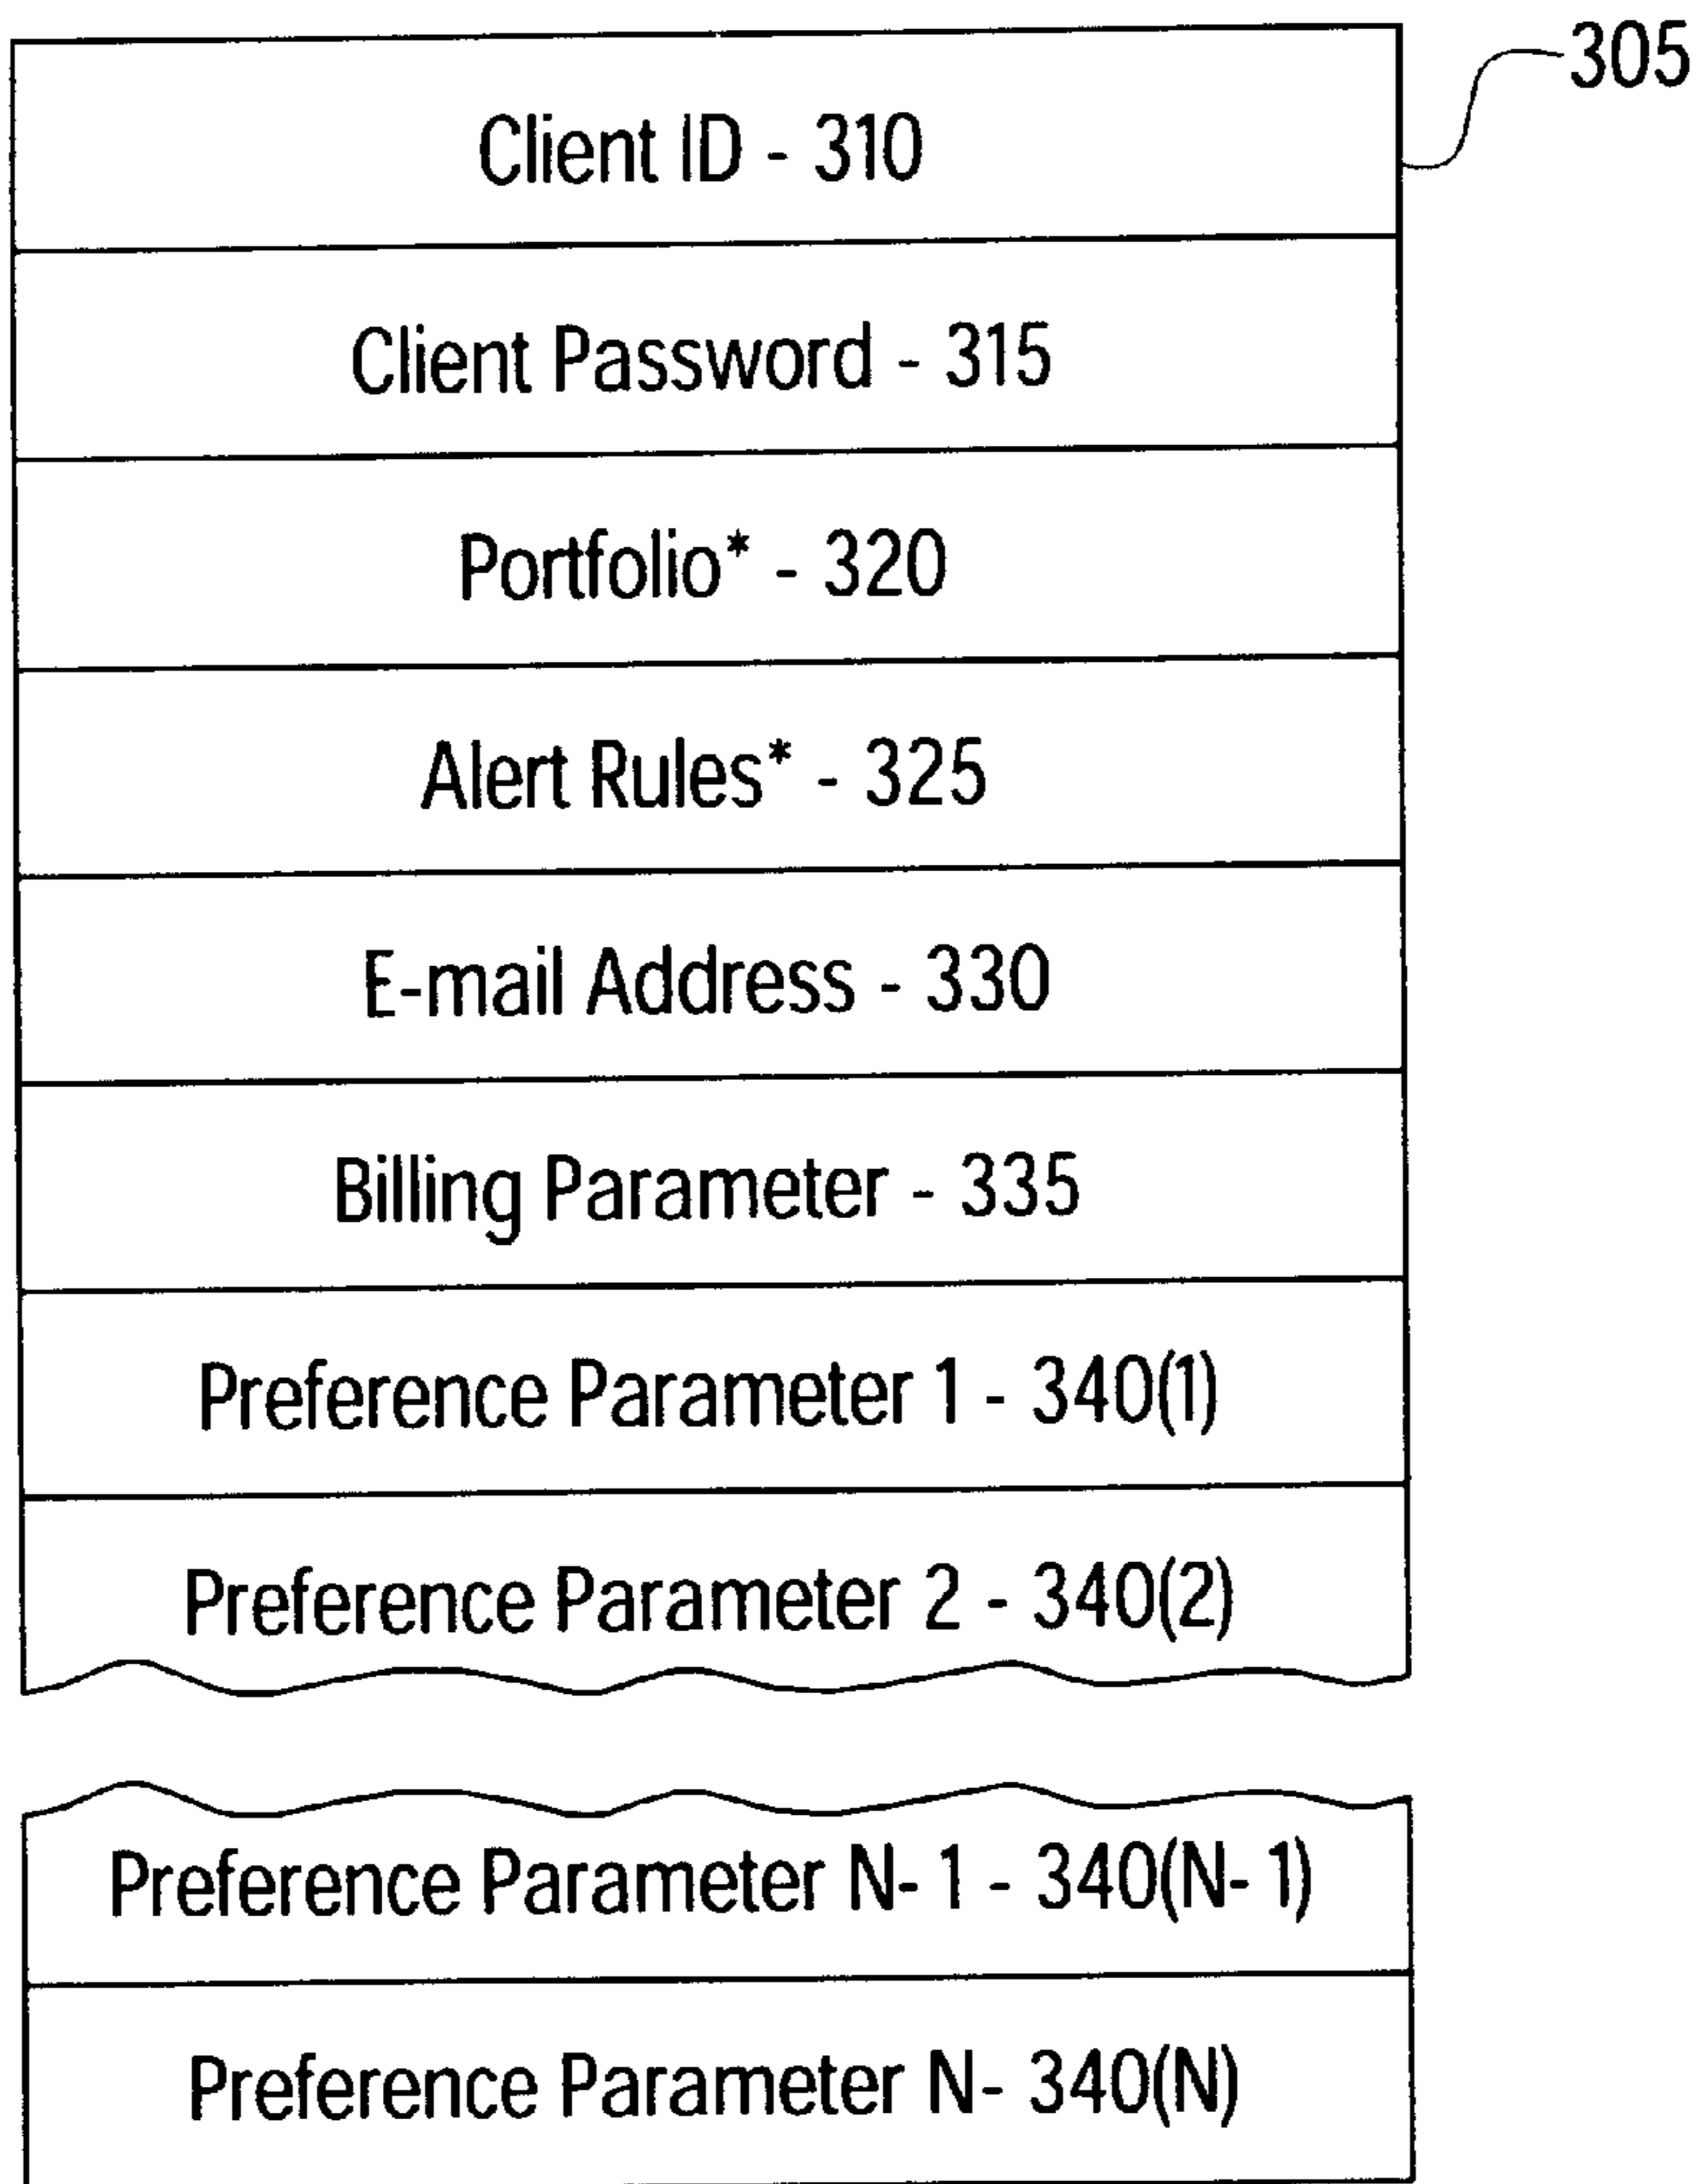 305
Client ID - 310
Client Password - 315
Portfolio* - 320
Alert Rules* - 325
E-mail Address - 330
Billing Parameter - 335
Preference Parameter 1 - 340(1)
Preference Parameter 2 - 340(2)
Preference Parameter N- 1 - 340(N- 1)
Preference Parameter N- 340(N)